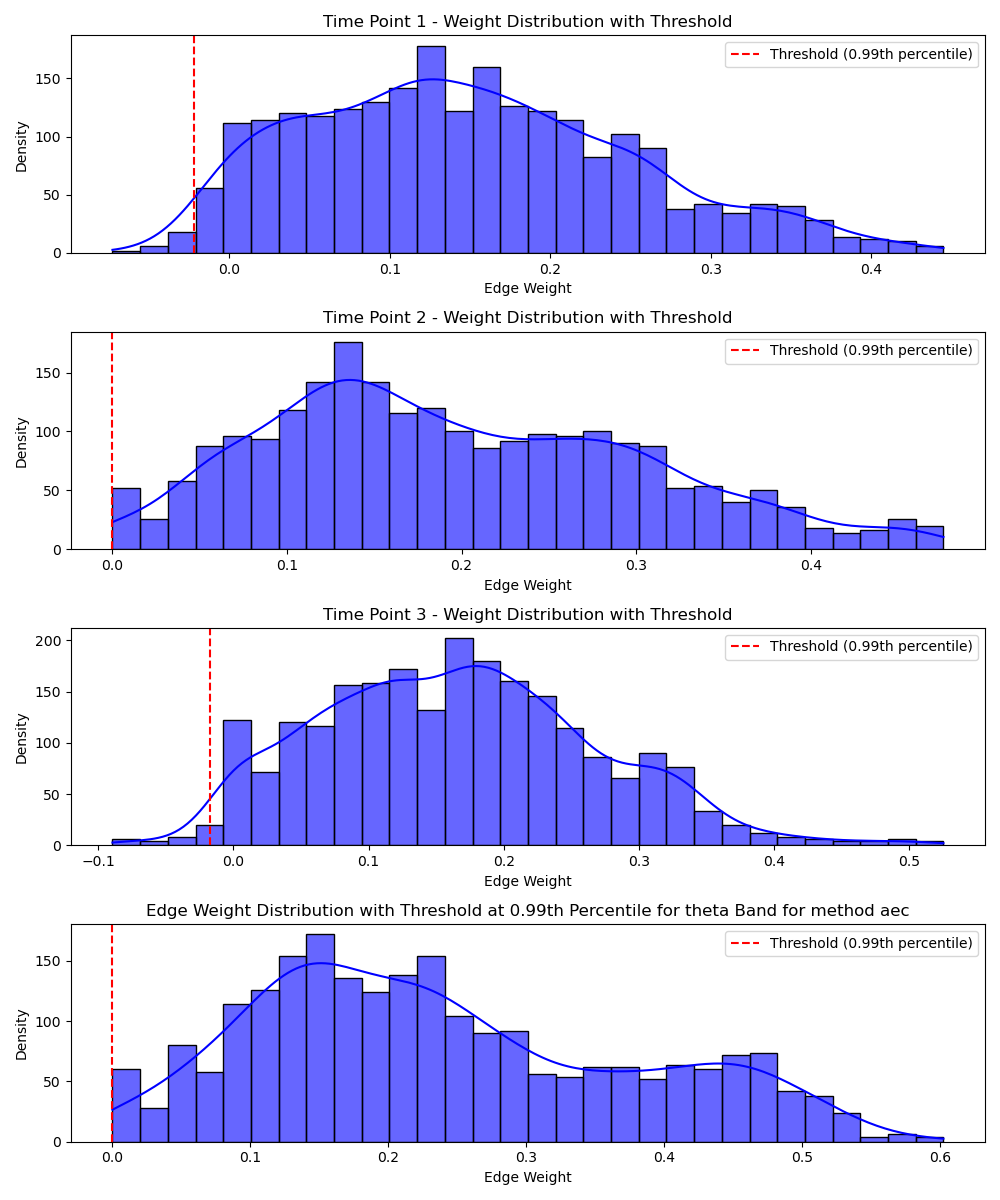 Time Point 1 - Weight Distribution with Threshold
Threshold (0.99th percentile)
Density
150
100
50
0
0.0 0.1 0.2 0.3 0.4
Edge Weight
Time Point 2 - Weight Distribution with Threshold
Threshold (0.99th percentile)
Density
150
100
50
0
0.0 0.1 0.2 0.3 0.4
Edge Weight
Time Point 3 - Weight Distribution with Threshold
Threshold (0.99th percentile)
Density
200
150
100
50
0
−0.1 0.0 0.1 0.2 0.3 0.4 0.5
Edge Weight
Edge Weight Distribution with Threshold at 0.99th Percentile for theta Band for method aec
Threshold (0.99th percentile)
Density
150
100
50
0
0.0 0.1 0.2 0.3 0.4 0.5 0.6
Edge Weight